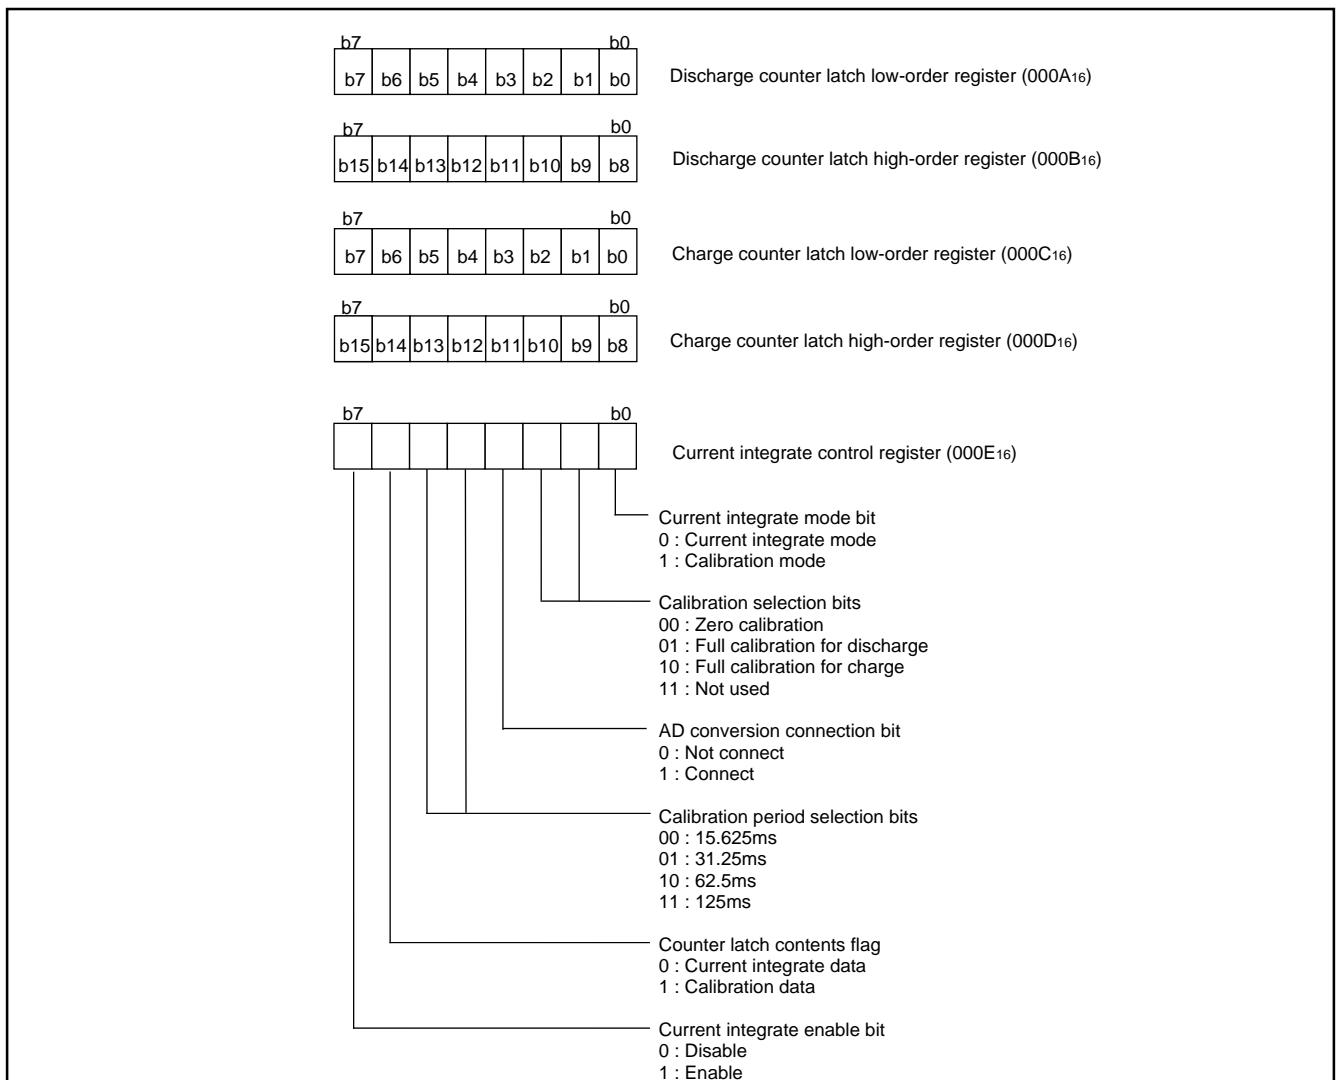 b7 b0
b7 b6 b5 b4 b3 b2 b1 b0 Discharge counter latch low-order register (000A16)
b7 b0
b15 b14 b13 b12 b11 b10 b9 b8 Discharge counter latch high-order register (000B16)
b7 b0
b7 b6 b5 b4 b3 b2 b1 b0 Charge counter latch low-order register (000C16)
b7 b0
b15 b14 b13 b12 b11 b10 b9 b8 Charge counter latch high-order register (000D16)
b7 b0
Current integrate control register (000E16)
Current integrate mode bit
0 : Current integrate mode
1 : Calibration mode
Calibration selection bits
00 : Zero calibration
01 : Full calibration for discharge
10 : Full calibration for charge
11 : Not used
AD conversion connection bit
0 : Not connect
1 : Connect
Calibration period selection bits
00 : 15.625ms
01 : 31.25ms
10 : 62.5ms
11 : 125ms
Counter latch contents flag
0 : Current integrate data
1 : Calibration data
Current integrate enable bit
0 : Disable
1 : Enable